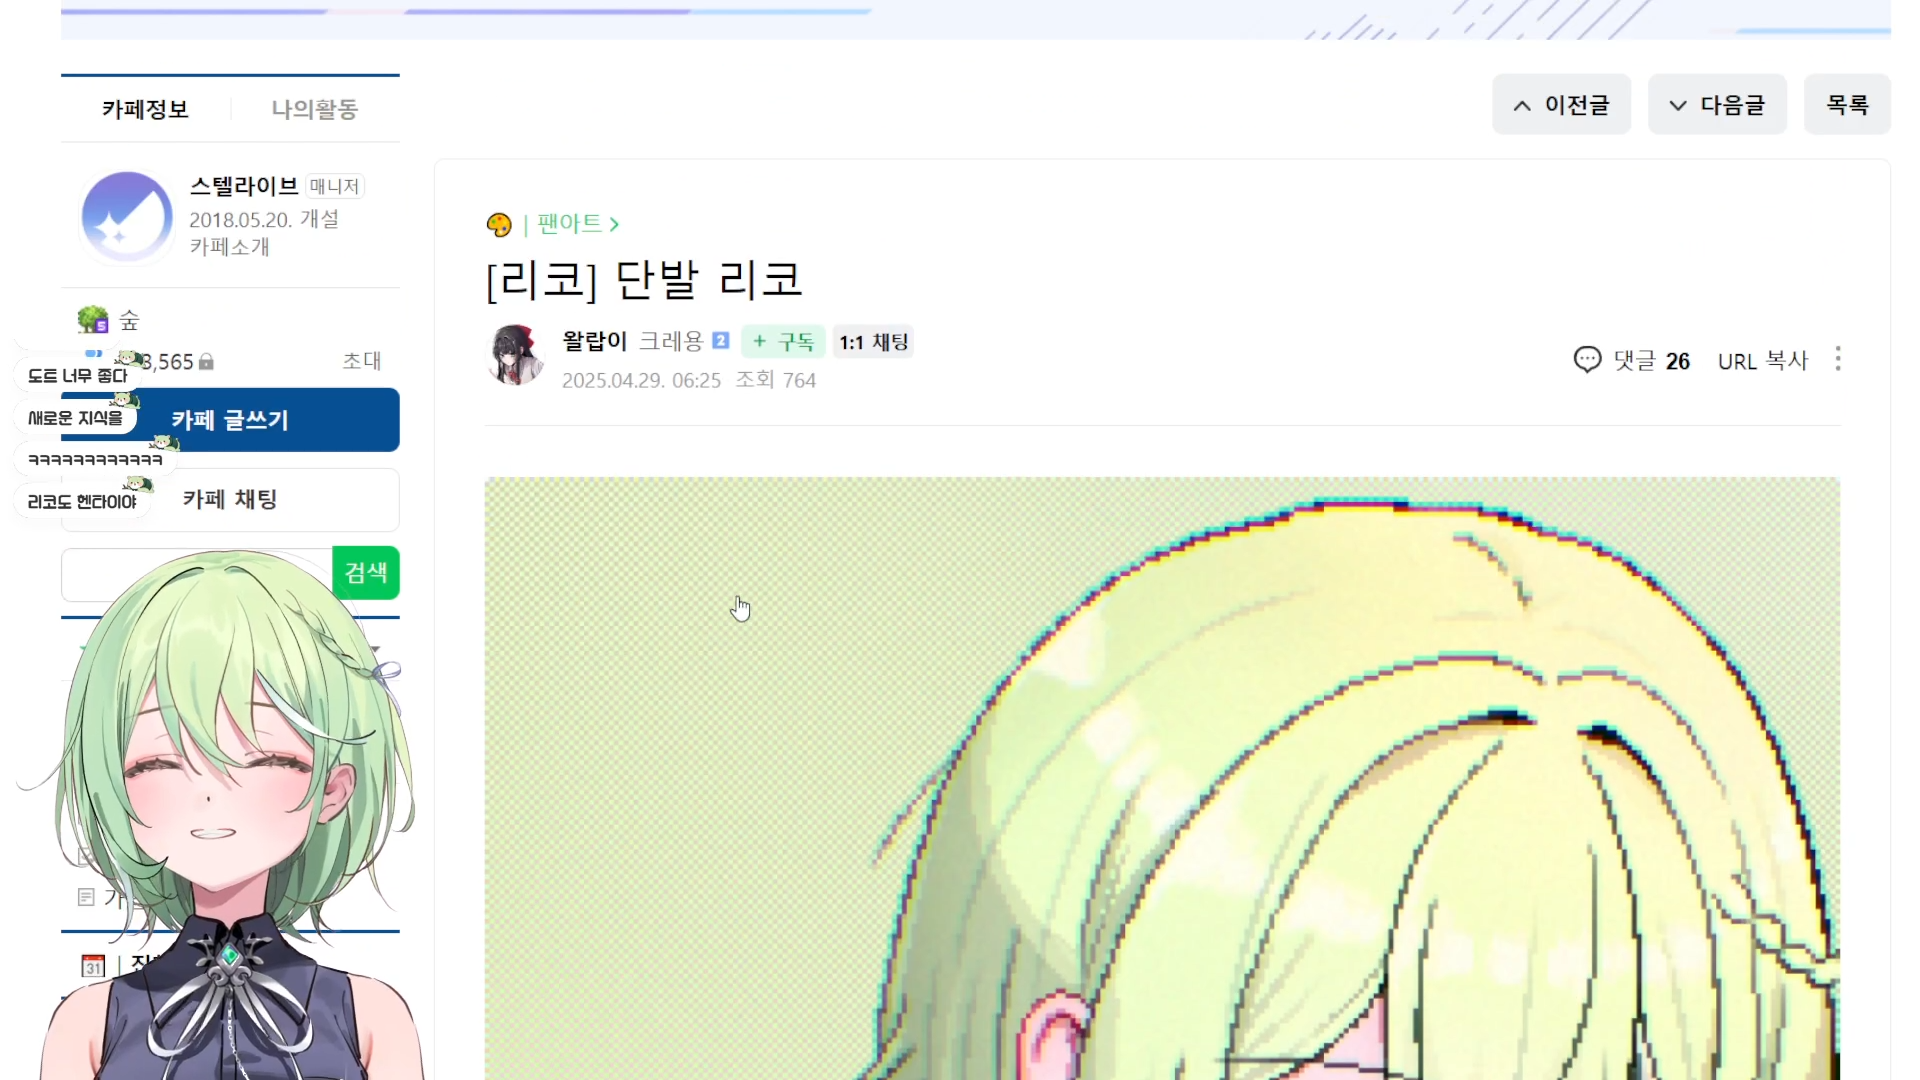 카페정보
나의활동
이전글
다음글
목록
스텔라이브 매니저
2018.05.20. 개설
카페소개
숲
3,565
초대
카페 글쓰기
카페 채팅
검색
도트 너무 좋다
새로운 지식을
ㅋㅋㅋㅋㅋㅋㅋㅋㅋㅋㅋㅋ
리코도 헨타이야
31
| 팬아트 >
[리코] 단발 리코
왈랍이 크레용 2 + 구독 1:1 채팅
2025.04.29. 06:25 조회 764
댓글 26 URL 복사